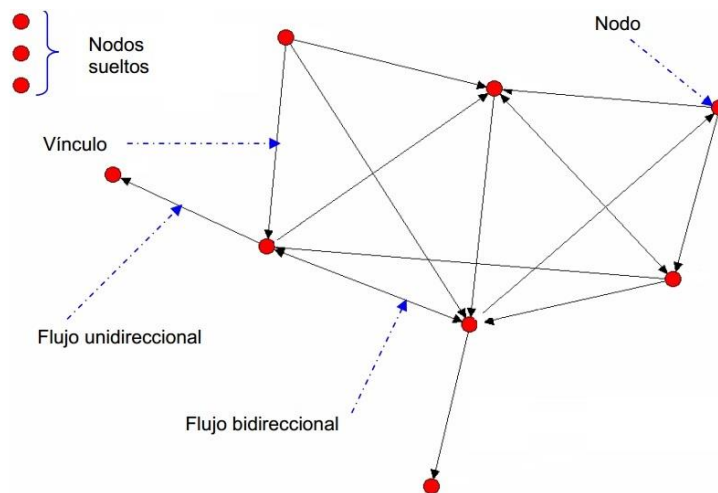 Nodos
sueltos
Nodo
Vínculo
Flujo unidireccional
Flujo bidireccional